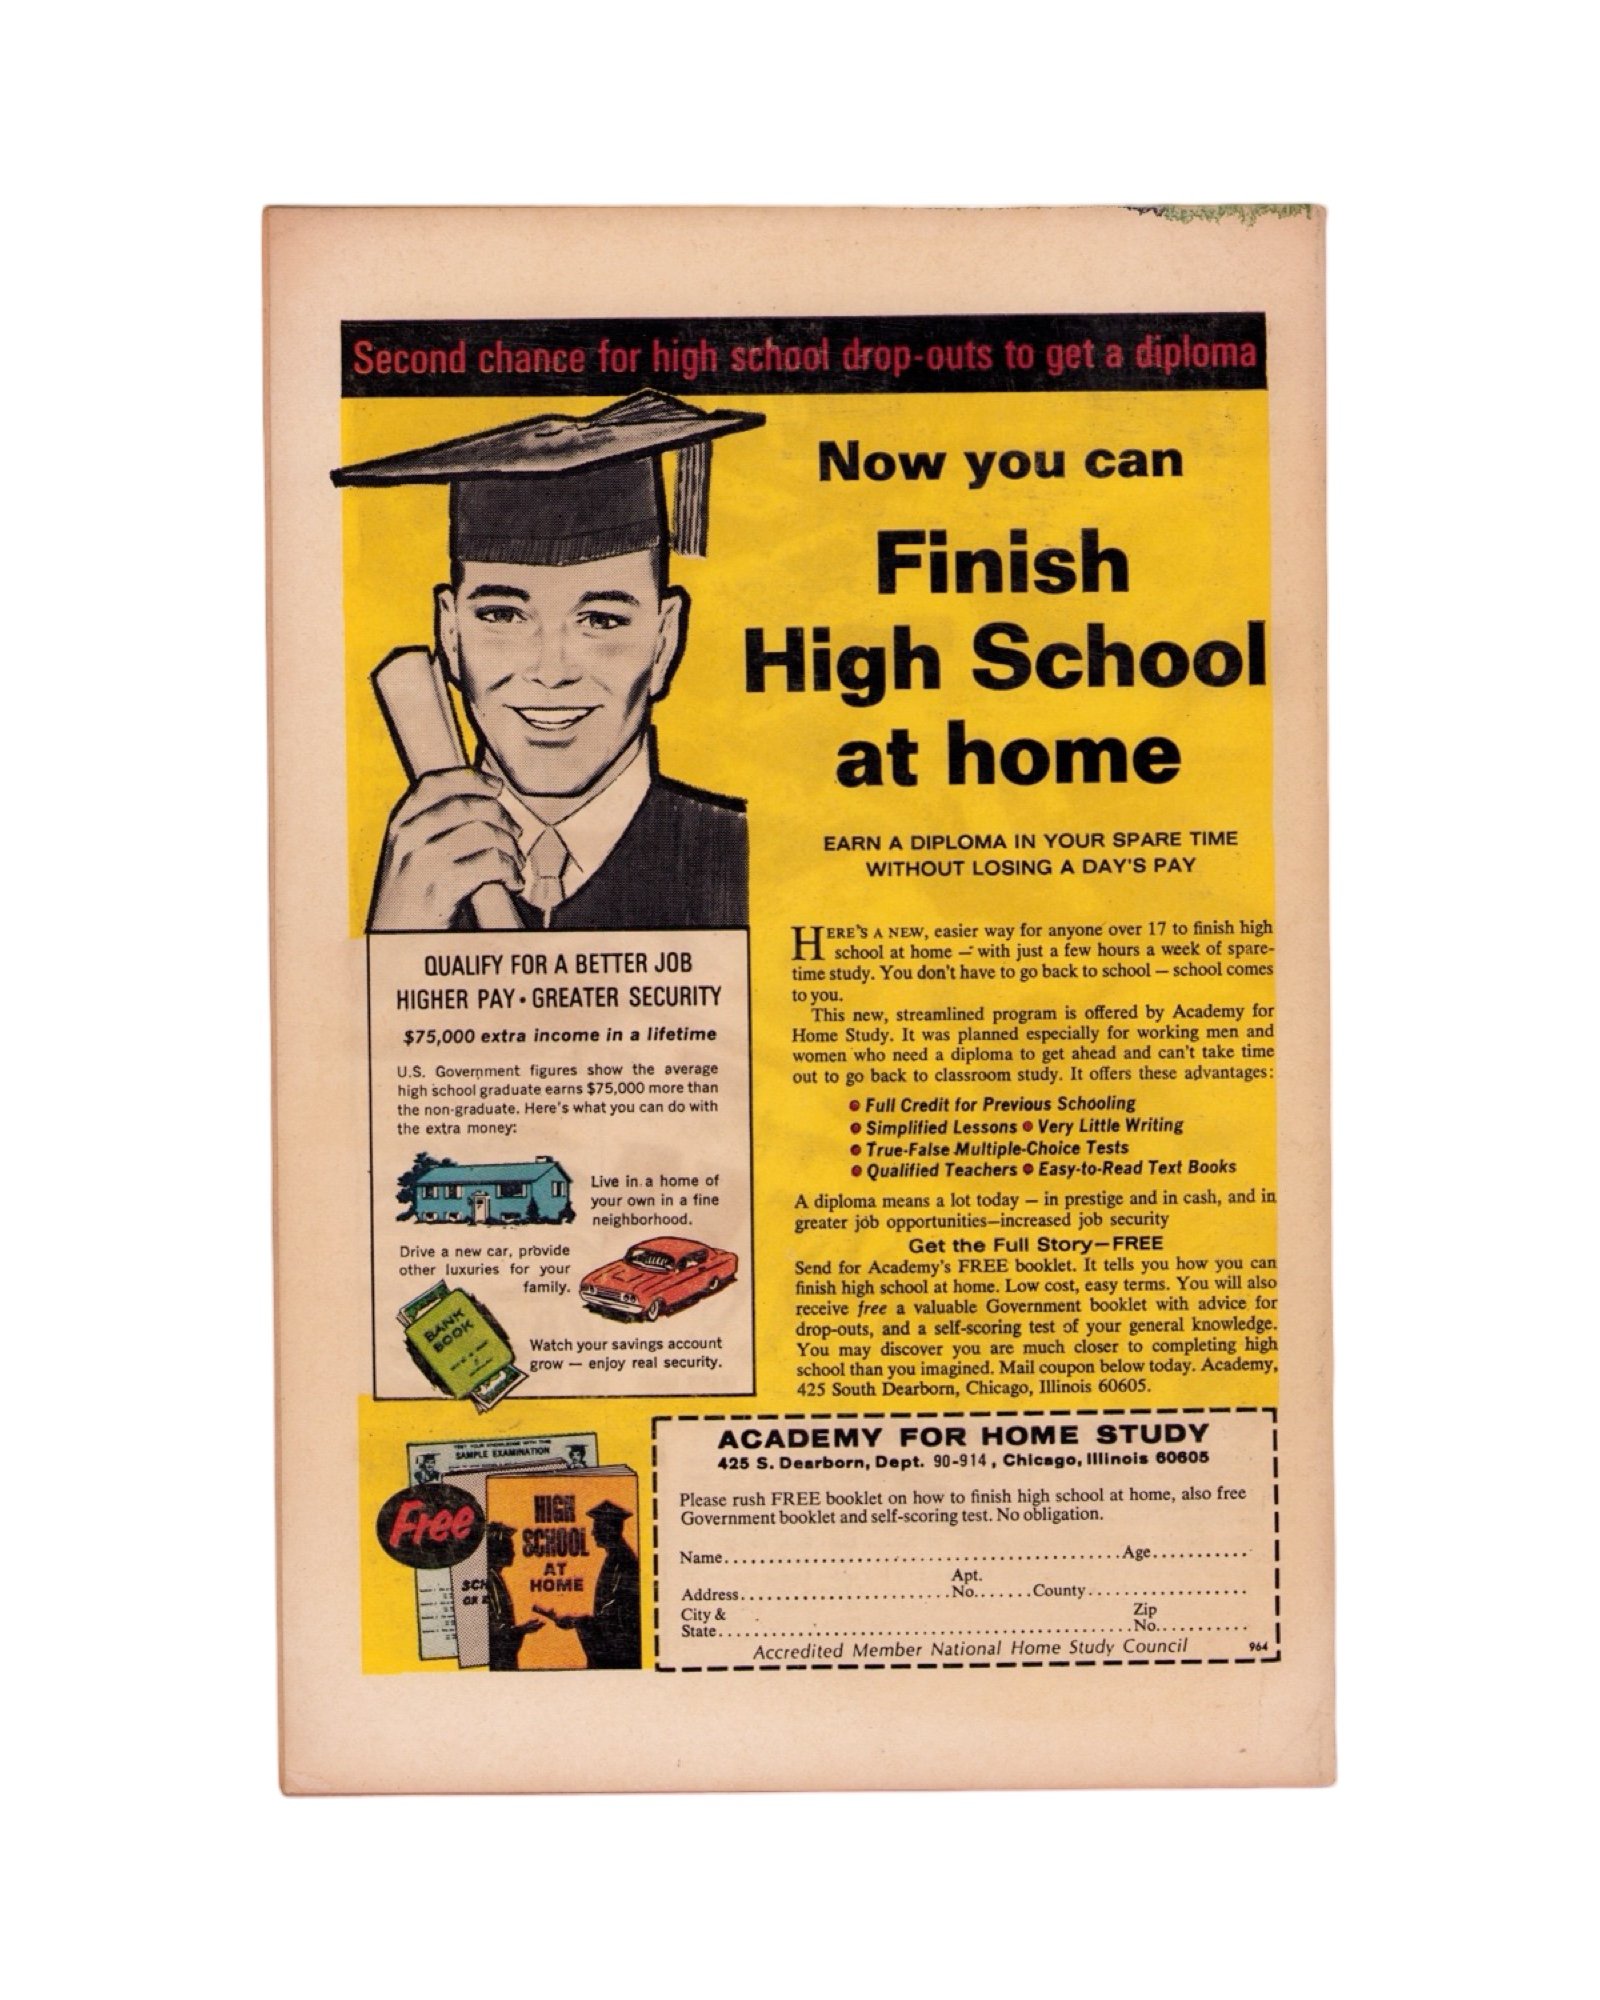 Second chance for high school drop-outs to get a diploma
Now you can
Finish
High School
at home
EARN A DIPLOMA IN YOUR SPARE TIME
WITHOUT LOSING A DAY'S PAY
HERE'S A NEW, easier way for anyone over 17 to finish high
school at home — with just a few hours a week of spare-
time study. You don't have to go back to school — school comes
to you.
This new, streamlined program is offered by Academy for
Home Study. It was planned especially for working men and
women who need a diploma to get ahead and can't take time
out to go back to classroom study. It offers these advantages:
• Full Credit for Previous Schooling
• Simplified Lessons • Very Little Writing
• True-False Multiple-Choice Tests
• Qualified Teachers • Easy-to-Read Text Books
A diploma means a lot today — in prestige and in cash, and in
greater job opportunities—increased job security
Get the Full Story—FREE
Send for Academy's FREE booklet. It tells you how you can
finish high school at home. Low cost, easy terms. You will also
receive free a valuable Government booklet with advice for
drop-outs, and a self-scoring test of your general knowledge.
You may discover you are much closer to completing high
school than you imagined. Mail coupon below today. Academy,
425 South Dearborn, Chicago, Illinois 60605.
QUALIFY FOR A BETTER JOB
HIGHER PAY • GREATER SECURITY
$75,000 extra income in a lifetime
U.S. Government figures show the average
high school graduate earns $75,000 more than
the non-graduate. Here's what you can do with
the extra money:
Live in a home of
your own in a fine
neighborhood.
Drive a new car, provide
other luxuries for your
family.
BANK
BOOK
Watch your savings account
grow — enjoy real security.
TEST YOUR KNOWLEDGE WITH THIS
SAMPLE EXAMINATION
Free
HIGH
SCHOOL
AT
HOME
SCH
OR
ACADEMY FOR HOME STUDY
425 S. Dearborn, Dept. 90-914, Chicago, Illinois 60605
Please rush FREE booklet on how to finish high school at home, also free
Government booklet and self-scoring test. No obligation.
Name............................................Age...........
Apt.
Address........................No.......County..................
City & Zip
State...............................................No...........
Accredited Member National Home Study Council 964